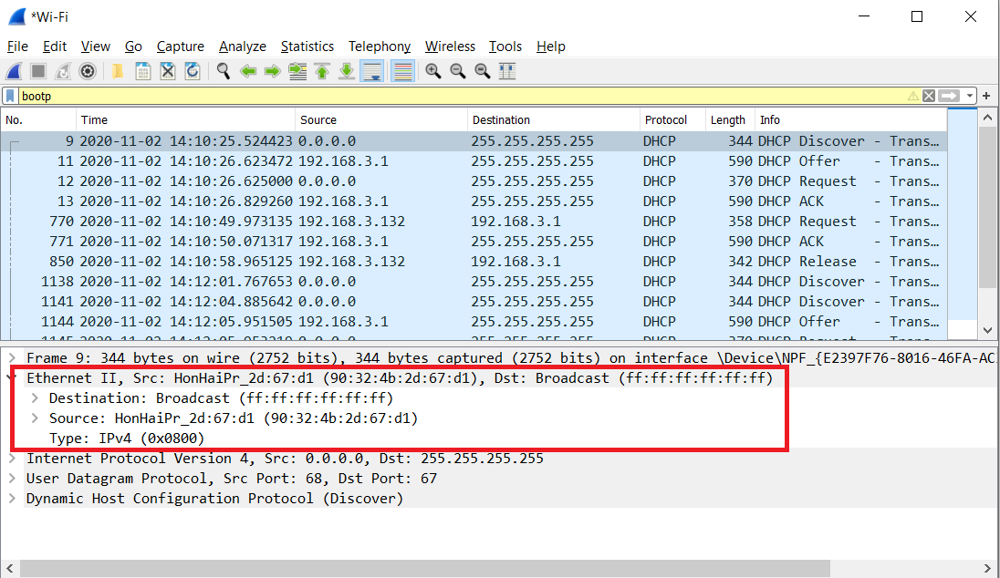 *Wi-Fi
File Edit View Go Capture Analyze Statistics Telephony Wireless Tools Help
bootp
No. Time Source Destination Protocol Length Info
9 2020-11-02 14:10:25.524423 0.0.0.0 255.255.255.255 DHCP 344 DHCP Discover - Trans…
11 2020-11-02 14:10:26.623472 192.168.3.1 255.255.255.255 DHCP 590 DHCP Offer - Trans…
12 2020-11-02 14:10:26.625000 0.0.0.0 255.255.255.255 DHCP 370 DHCP Request - Trans…
13 2020-11-02 14:10:26.829260 192.168.3.1 255.255.255.255 DHCP 590 DHCP ACK - Trans…
770 2020-11-02 14:10:49.973135 192.168.3.132 192.168.3.1 DHCP 358 DHCP Request - Trans…
771 2020-11-02 14:10:50.071317 192.168.3.1 255.255.255.255 DHCP 590 DHCP ACK - Trans…
850 2020-11-02 14:10:58.965125 192.168.3.132 192.168.3.1 DHCP 342 DHCP Release - Trans…
1138 2020-11-02 14:12:01.767653 0.0.0.0 255.255.255.255 DHCP 344 DHCP Discover - Trans…
1141 2020-11-02 14:12:04.885642 0.0.0.0 255.255.255.255 DHCP 344 DHCP Discover - Trans…
1144 2020-11-02 14:12:05.951505 192.168.3.1 255.255.255.255 DHCP 590 DHCP Offer - Trans…
Frame 9: 344 bytes on wire (2752 bits), 344 bytes captured (2752 bits) on interface \Device\NPF_{E2397F76-8016-46FA-AC
Ethernet II, Src: HonHaiPr_2d:67:d1 (90:32:4b:2d:67:d1), Dst: Broadcast (ff:ff:ff:ff:ff:ff)
Destination: Broadcast (ff:ff:ff:ff:ff:ff)
Source: HonHaiPr_2d:67:d1 (90:32:4b:2d:67:d1)
Type: IPv4 (0x0800)
Internet Protocol Version 4, Src: 0.0.0.0, Dst: 255.255.255.255
User Datagram Protocol, Src Port: 68, Dst Port: 67
Dynamic Host Configuration Protocol (Discover)